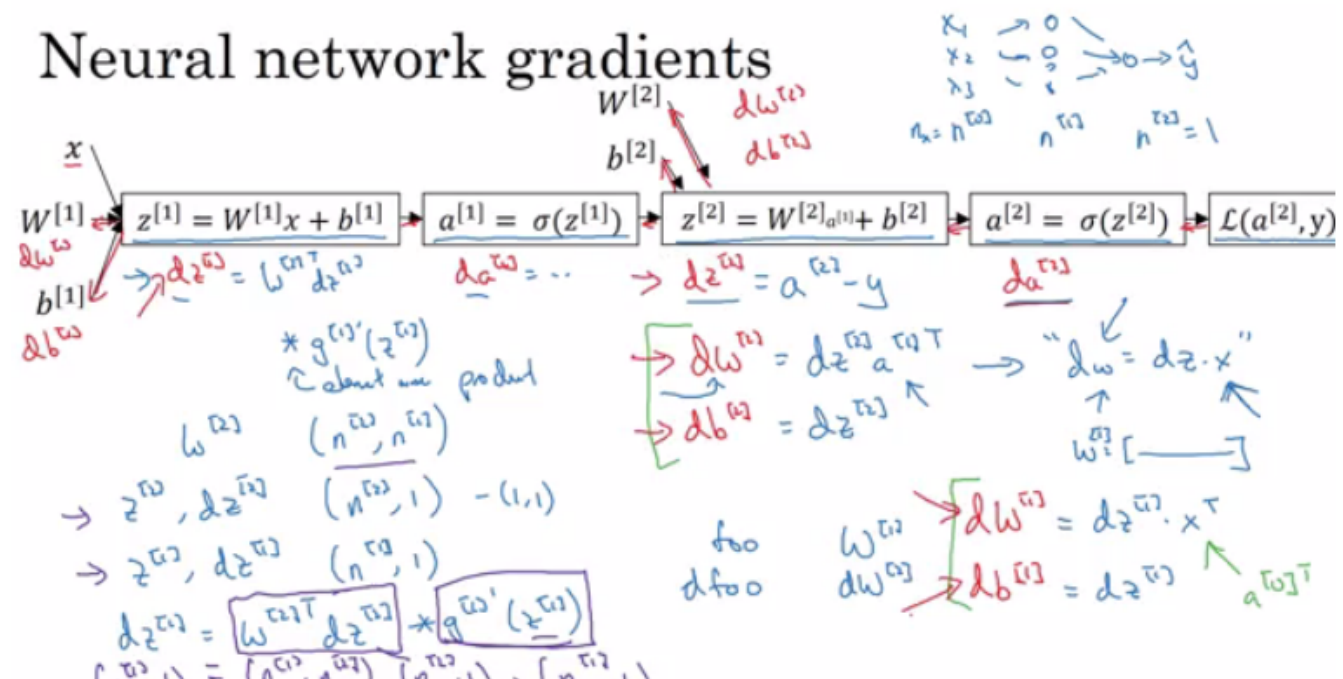 Neural network gradients
x₁ x₂ x₃ ŷ
nₓ = n^[0] n^[1] n^[2] = 1
W^[2] dW^[2]
b^[2] db^[2]
x
W^[1] z^[1] = W^[1]x + b^[1] a^[1] = σ(z^[1]) z^[2] = W^[2]a^[1] + b^[2] a^[2] = σ(z^[2]) ℒ(a^[2], y)
dW^[1]
b^[1] dz^[1] = W^[2]T dz^[2] da^[1] = .. dz^[2] = a^[2] - y da^[2]
db^[1]
* g^[1]'(z^[1]) dW^[2] = dz^[2] a^[1]T "dw = dz · x"
product
db^[2] = dz^[2]
W^[2] (n^[2], n^[1])
z^[2], dz^[2] (n^[2], 1) - (1,1)
foo W^[1] dW^[1] = dz^[1] · x^T
z^[1], dz^[1] (n^[1], 1)
dfoo dW^[1] db^[1] = dz^[1] a^[0]T
dz^[1] = W^[2]T dz^[2] * g^[1]'(z^[1])